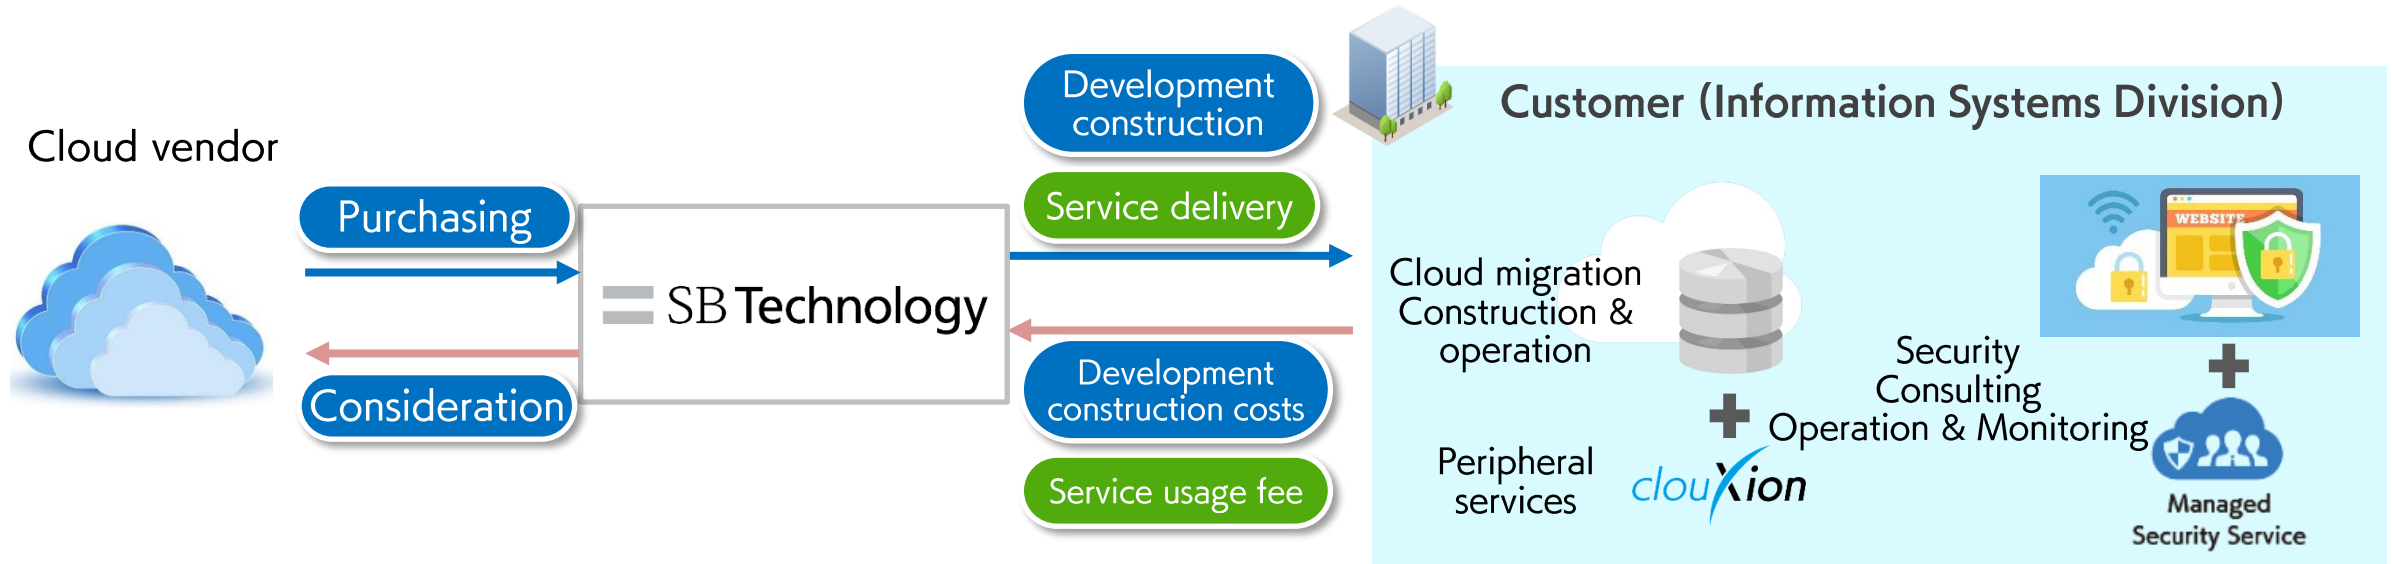 Cloud vendor
Purchasing
Consideration
SB Technology
Development
construction
Service delivery
Development
construction costs
Service usage fee
Customer (Information Systems Division)
Cloud migration
Construction &
operation
Peripheral
services
clouXion
WEBSITE
Security
Consulting
Operation & Monitoring
Managed
Security Service